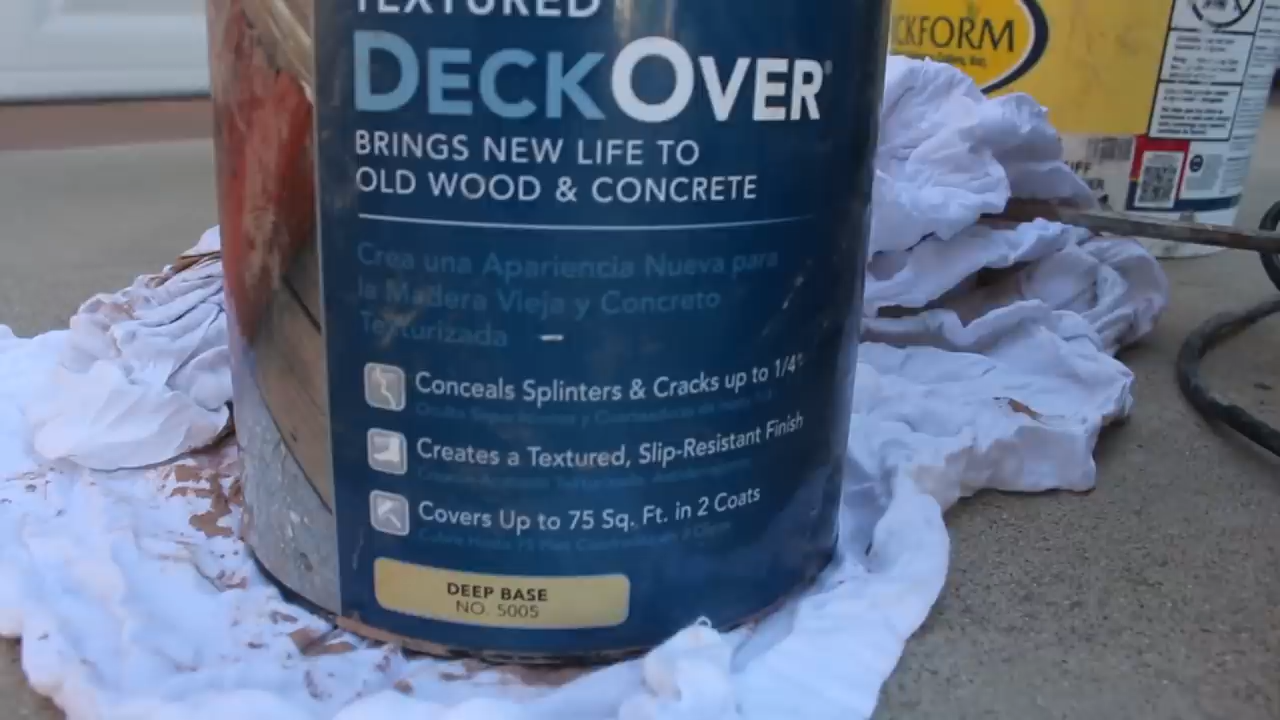 TEXTURED
DECKOVER®
BRINGS NEW LIFE TO
OLD WOOD & CONCRETE
Crea una Apariencia Nueva para
la Madera Vieja y Concreto
Texturizada
Conceals Splinters & Cracks up to 1/4"
Creates a Textured, Slip-Resistant Finish
Covers Up to 75 Sq. Ft. in 2 Coats
DEEP BASE
NO. 5005
CKFORM